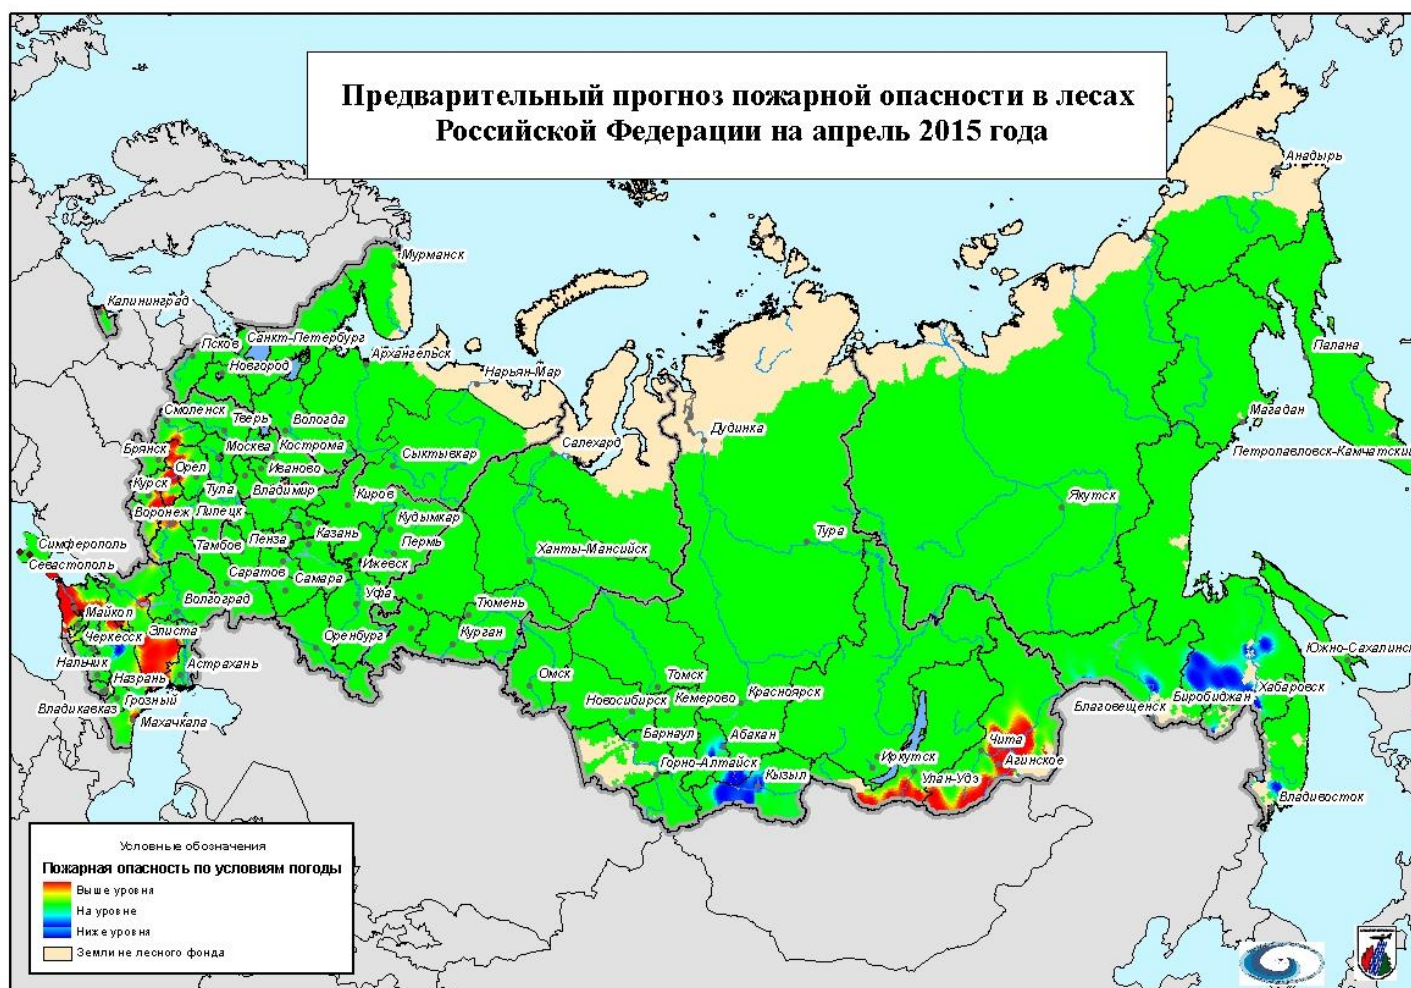 Предварительный прогноз пожарной опасности в лесах
Российской Федерации на апрель 2015 года
Анадырь
Мурманск
Калининград
Санкт-Петербург
Псков
Архангельск
Новгород
Нарьян-Мар
Палана
Смоленск
Тверь
Вологда
Магадан
Дудинка
Брянск
Москва
Кострома
Салехард
Сыктывкар
Петропавловск-Камчатский
Орел
Иваново
Курск
Тула
Владимир
Киров
Якутск
Воронеж
Липецк
Кудымкар
Казань
Тура
Симферополь
Тамбов
Пенза
Пермь
Ханты-Мансийск
Севастополь
Ижевск
Саратов
Самара
Уфа
Волгоград
Тюмень
Майкоп
Элиста
Черкесск
Оренбург
Курган
Южно-Сахалинск
Нальчик
Астрахань
Омск
Томск
Назрань
Новосибирск
Кемерово
Красноярск
Биробиджан
Хабаровск
Грозный
Владикавказ
Благовещенск
Махачкала
Барнаул
Абакан
Чита
Иркутск
Горно-Алтайск
Агинское
Кызыл
Улан-Удэ
Владивосток
Условные обозначения
Пожарная опасность по условиям погоды
Выше уровня
На уровне
Ниже уровня
Земли не лесного фонда